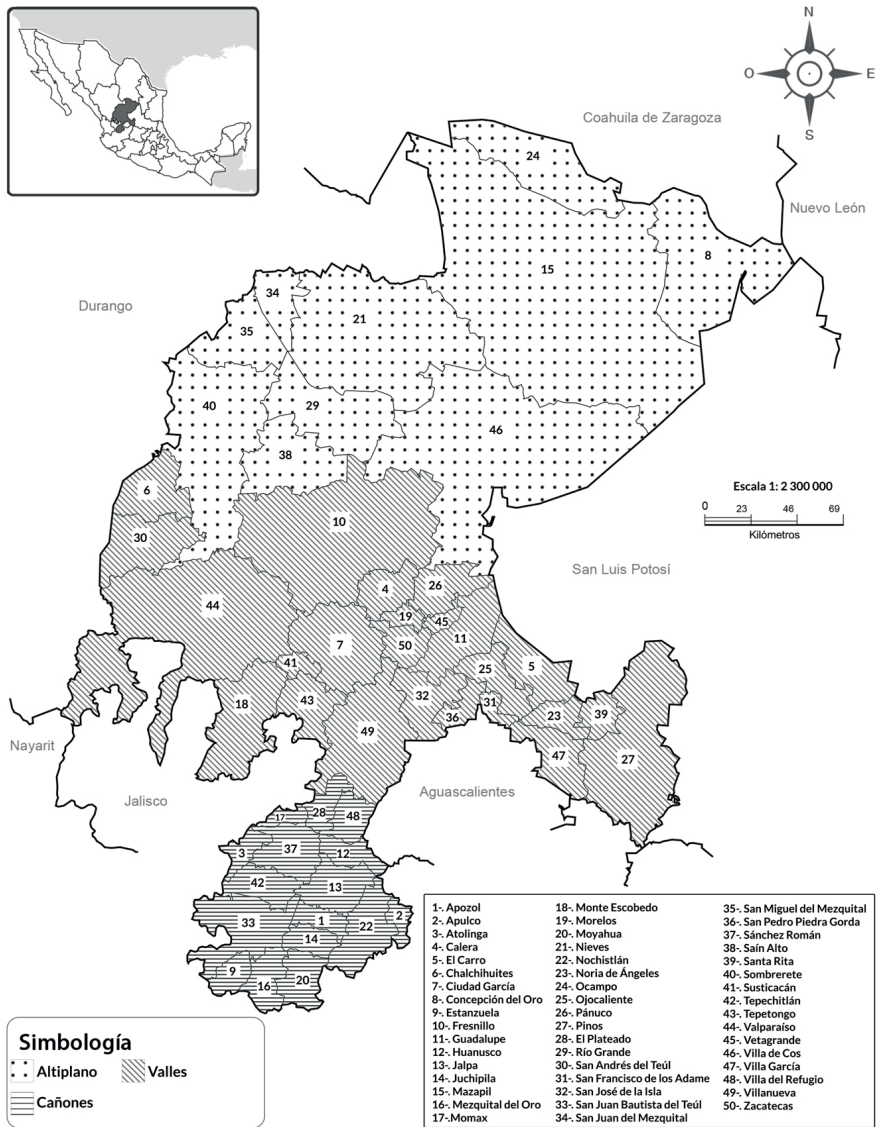 N
O
E
S
Coahuila de Zaragoza
Nuevo León
Durango
24
8
15
34
21
35
40
29
46
38
6
10
30
Escala 1: 2 300 000
0 23 46 69
Kilómetros
San Luis Potosí
4
26
44
19
45
11
7
50
41
25
5
18
43
32
31
36
23
39
49
47
27
Nayarit
Jalisco
Aguascalientes
17
28
48
37
3
12
42
13
33
1
22
2
14
9
16
20
1-. Apozol
2-. Apulco
3-. Atolinga
4-. Calera
5-. El Carro
6-. Chalchihuites
7-. Ciudad García
8-. Concepción del Oro
9-. Estanzuela
10-. Fresnillo
11-. Guadalupe
12-. Huanusco
13-. Jalpa
14-. Juchipila
15-. Mazapil
16-. Mezquital del Oro
17-.Momax
18-. Monte Escobedo
19-. Morelos
20-. Moyahua
21-. Nieves
22-. Nochistlán
23-. Noria de Ángeles
24-. Ocampo
25-. Ojocaliente
26-. Pánuco
27-. Pinos
28-. El Plateado
29-. Río Grande
30-. San Andrés del Teúl
31-. San Francisco de los Adame
32-. San José de la Isla
33-. San Juan Bautista del Teúl
34-. San Juan del Mezquital
35-. San Miguel del Mezquital
36-. San Pedro Piedra Gorda
37-. Sánchez Román
38-. Saín Alto
39-. Santa Rita
40-. Sombrerete
41-. Susticacán
42-. Tepechitlán
43-. Tepetongo
44-. Valparaíso
45-. Vetagrande
46-. Villa de Cos
47-. Villa García
48-. Villa del Refugio
49-. Villanueva
50-. Zacatecas
Simbología
Altiplano
Valles
Cañones